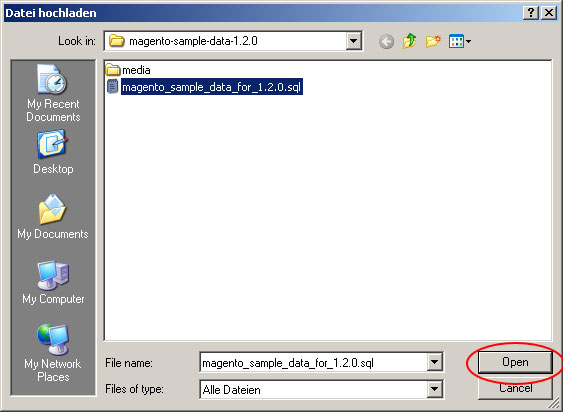 Datei hochladen
Look in:
magento-sample-data-1.2.0
My Recent
Documents
Desktop
My Documents
My Computer
My Network
Places
media
magento_sample_data_for_1.2.0.sql
File name:
magento_sample_data_for_1.2.0.sql
Open
Files of type:
Alle Dateien
Cancel